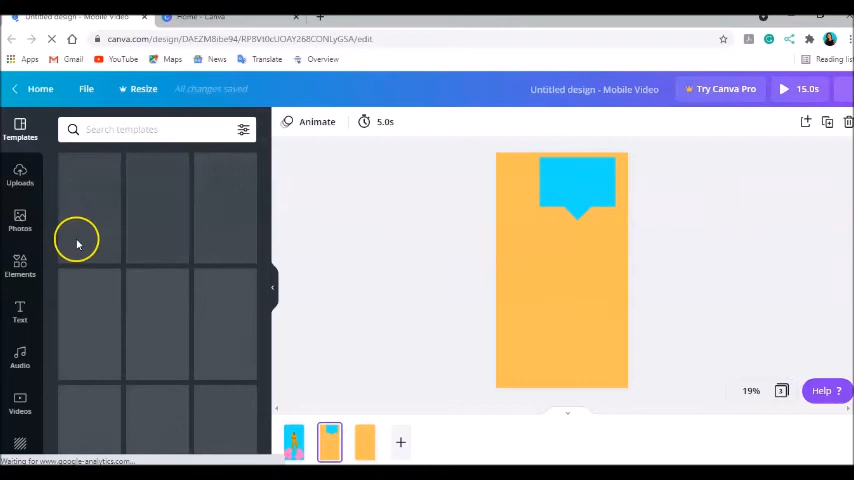 Untitled design - Mobile Video
Home - Canva
canva.com/design/DAEZM8ibe94/RP8Vt0cUOAY268CONLyGSA/edit
Apps
Gmail
YouTube
Maps
News
Translate
Overview
Reading list
Home
File
Resize
All changes saved
Untitled design - Mobile Video
Try Canva Pro
15.0s
Templates
Search templates
Animate
5.0s
Uploads
Photos
Elements
Text
Audio
Videos
19%
3
Help ?
Waiting for www.google-analytics.com...